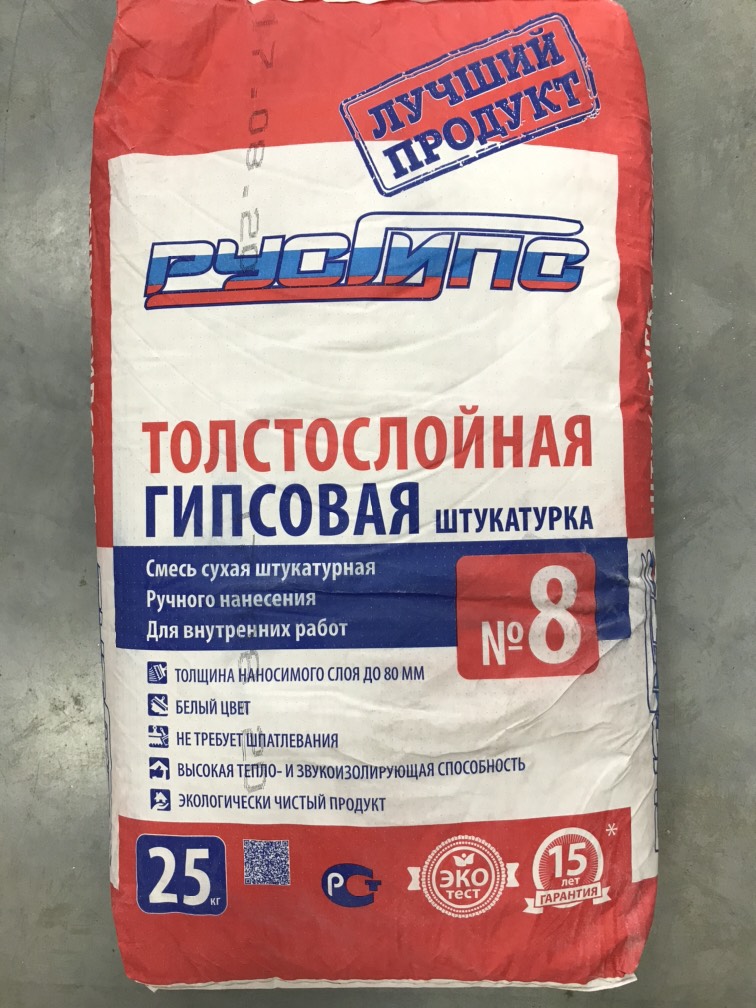 ЛУЧШИЙ
ПРОДУКТ
РУСГИПС
ТОЛСТОСЛОЙНАЯ
ГИПСОВАЯ ШТУКАТУРКА
Смесь сухая штукатурная
Ручного нанесения
Для внутренних работ
№8
ТОЛЩИНА НАНОСИМОГО СЛОЯ ДО 80 ММ
БЕЛЫЙ ЦВЕТ
НЕ ТРЕБУЕТ ШПАТЛЕВАНИЯ
ВЫСОКАЯ ТЕПЛО- И ЗВУКОИЗОЛИРУЮЩАЯ СПОСОБНОСТЬ
ЭКОЛОГИЧЕСКИ ЧИСТЫЙ ПРОДУКТ
25 кг
РСТ
ЭКО
тест
15 *
лет
ГАРАНТИЯ